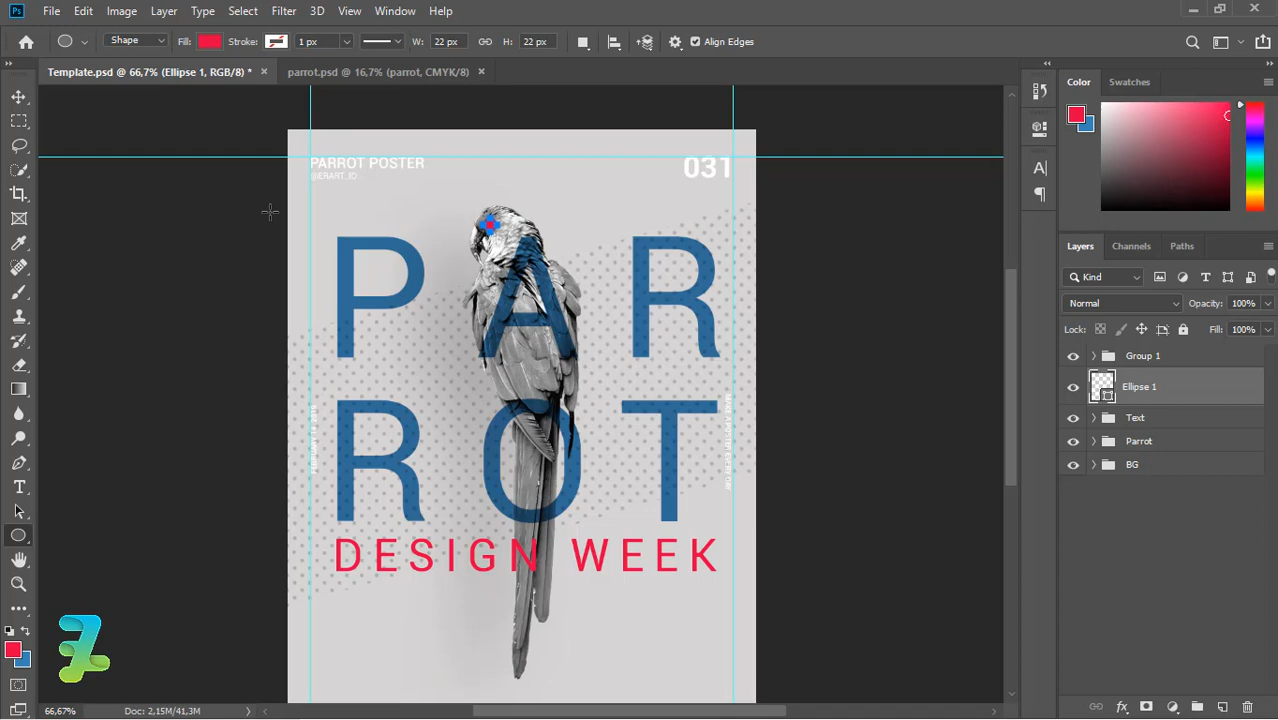 Ps File Edit Image Layer Type Select Filter 3D View Window Help
Shape Fill: Stroke: 1 px W: 22 px H: 22 px Align Edges
Template.psd @ 66,7% (Ellipse 1, RGB/8) * parrot.psd @ 16,7% (parrot, CMYK/8)
Color Swatches
PARROT POSTER
@ERART_IO
031
PAR
ROT
DESIGN WEEK
Layers Channels Paths
Kind
Normal Opacity: 100%
Lock: Fill: 100%
Group 1
Ellipse 1
Text
Parrot
BG
66,67% Doc: 2,15M/41,3M